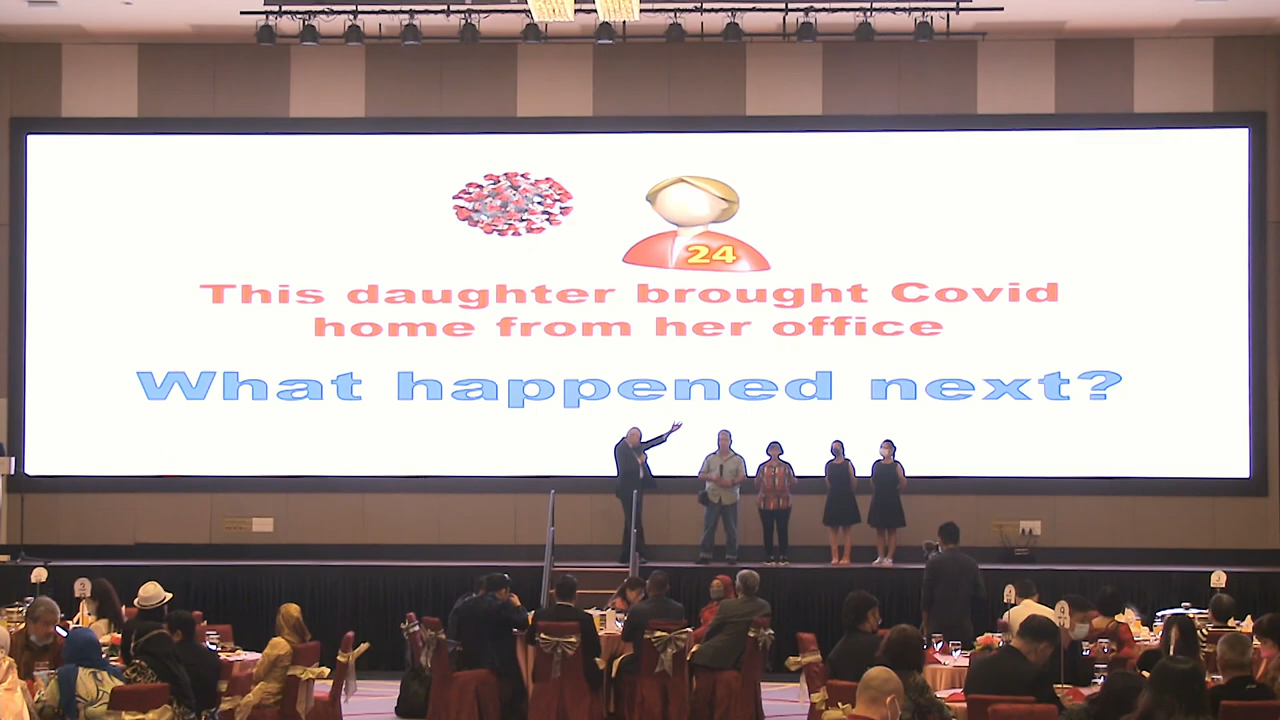 24
This daughter brought Covid
home from her office
What happened next?